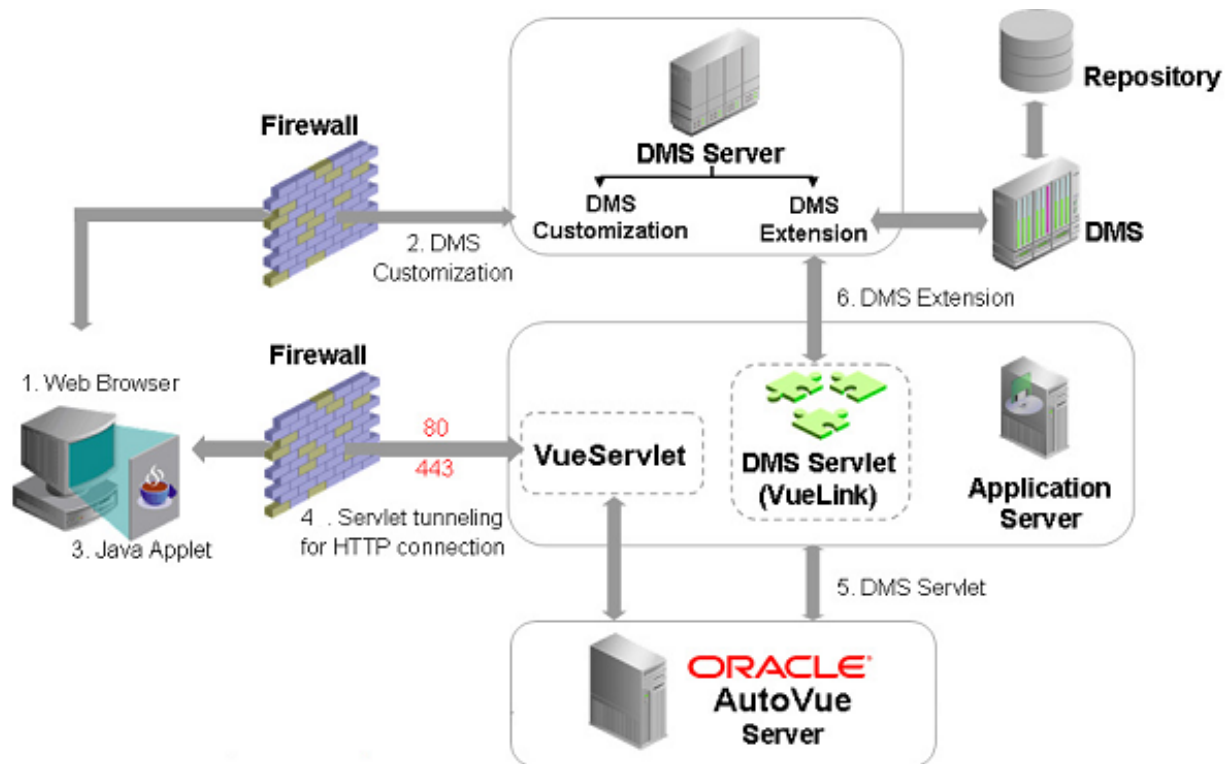 Repository
Firewall
DMS Server
DMS
Customization
DMS
Extension
DMS
2. DMS
Customization
6. DMS Extension
Firewall
1. Web Browser
80
443
VueServlet
DMS Servlet
(VueLink)
Application
Server
3. Java Applet
4 . Servlet tunneling
for HTTP connection
5. DMS Servlet
ORACLE®
AutoVue
Server